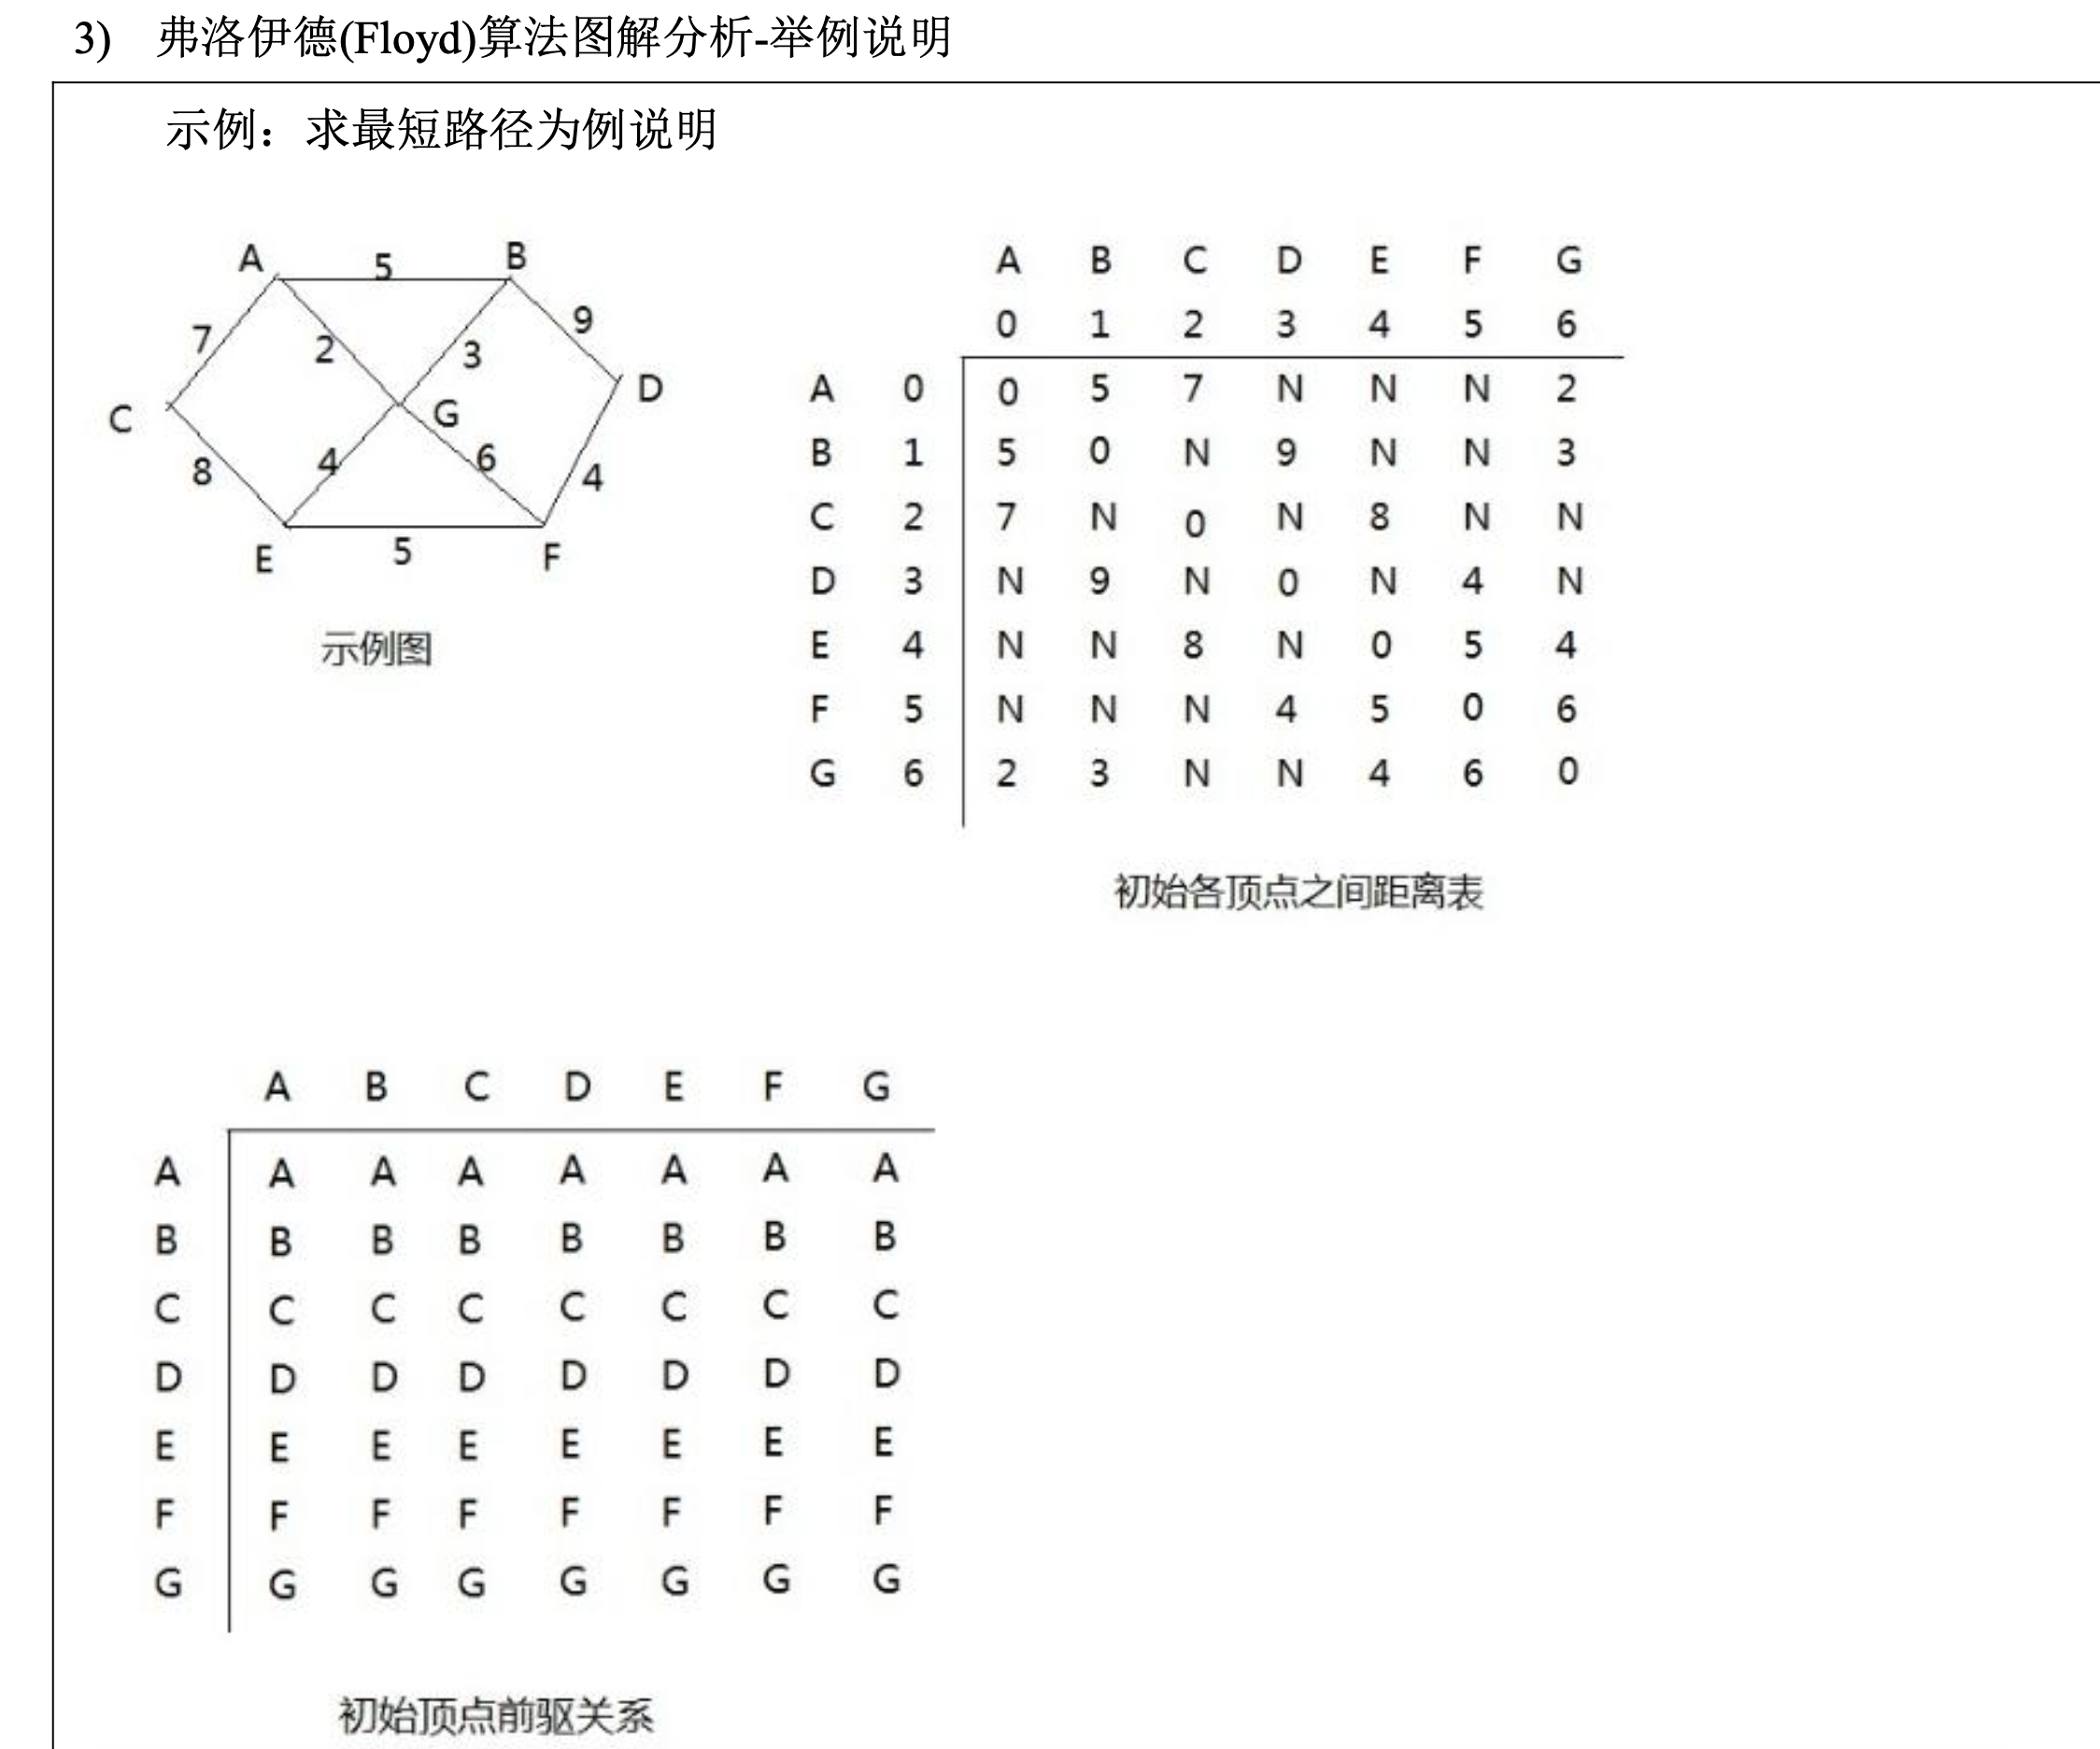 3) 弗洛伊德(Floyd)算法图解分析-举例说明
示例：求最短路径为例说明
A 5 B
7 2 3 9
C G D
8 4 6 4
E 5 F
示例图
A B C D E F G
0 1 2 3 4 5 6
A 0 0 5 7 N N N 2
B 1 5 0 N 9 N N 3
C 2 7 N 0 N 8 N N
D 3 N 9 N 0 N 4 N
E 4 N N 8 N 0 5 4
F 5 N N N 4 5 0 6
G 6 2 3 N N 4 6 0
初始各顶点之间距离表
A B C D E F G
A A A A A A A A
B B B B B B B B
C C C C C C C C
D D D D D D D D
E E E E E E E E
F F F F F F F F
G G G G G G G G
初始顶点前驱关系